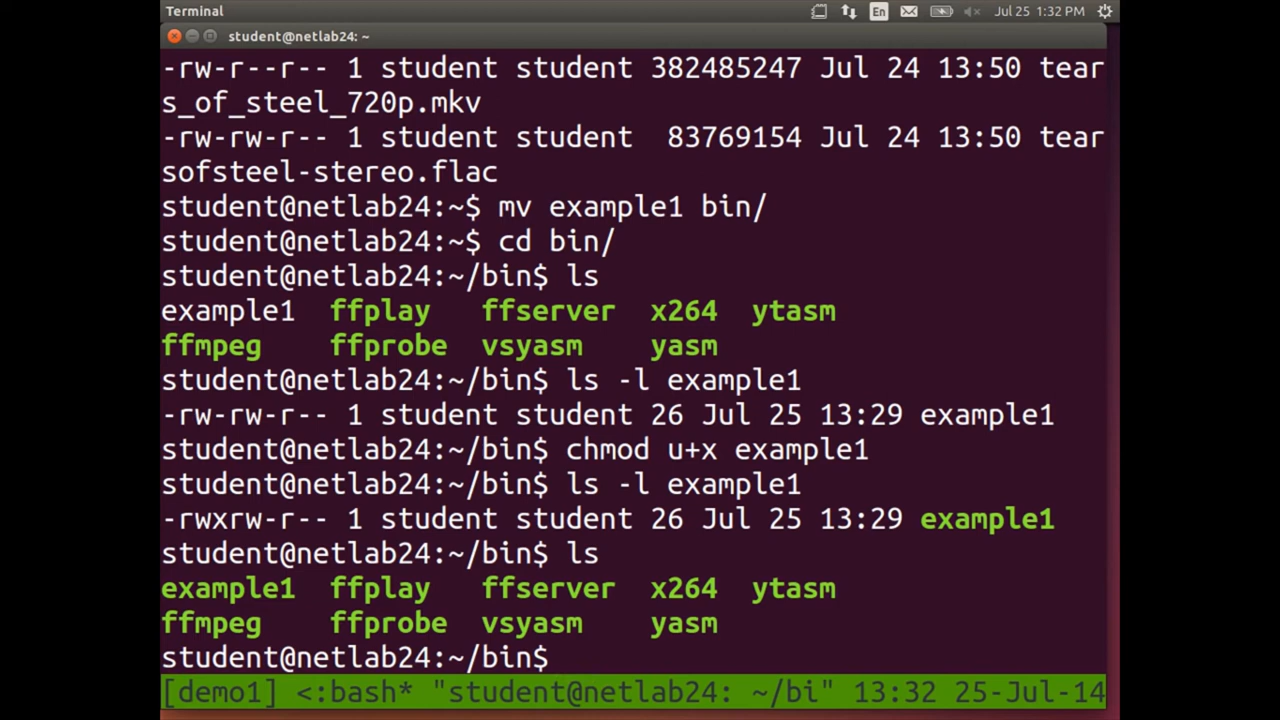 Terminal En Jul 25 1:32 PM
student@netlab24: ~
-rw-r--r-- 1 student student 382485247 Jul 24 13:50 tear
s_of_steel_720p.mkv
-rw-rw-r-- 1 student student  83769154 Jul 24 13:50 tear
sofsteel-stereo.flac
student@netlab24:~$ mv example1 bin/
student@netlab24:~$ cd bin/
student@netlab24:~/bin$ ls
example1  ffplay   ffserver  x264  ytasm
ffmpeg    ffprobe  vsyasm    yasm
student@netlab24:~/bin$ ls -l example1
-rw-rw-r-- 1 student student 26 Jul 25 13:29 example1
student@netlab24:~/bin$ chmod u+x example1
student@netlab24:~/bin$ ls -l example1
-rwxrw-r-- 1 student student 26 Jul 25 13:29 example1
student@netlab24:~/bin$ ls
example1  ffplay   ffserver  x264  ytasm
ffmpeg    ffprobe  vsyasm    yasm
student@netlab24:~/bin$
[demo1] <:bash* "student@netlab24: ~/bi" 13:32 25-Jul-14